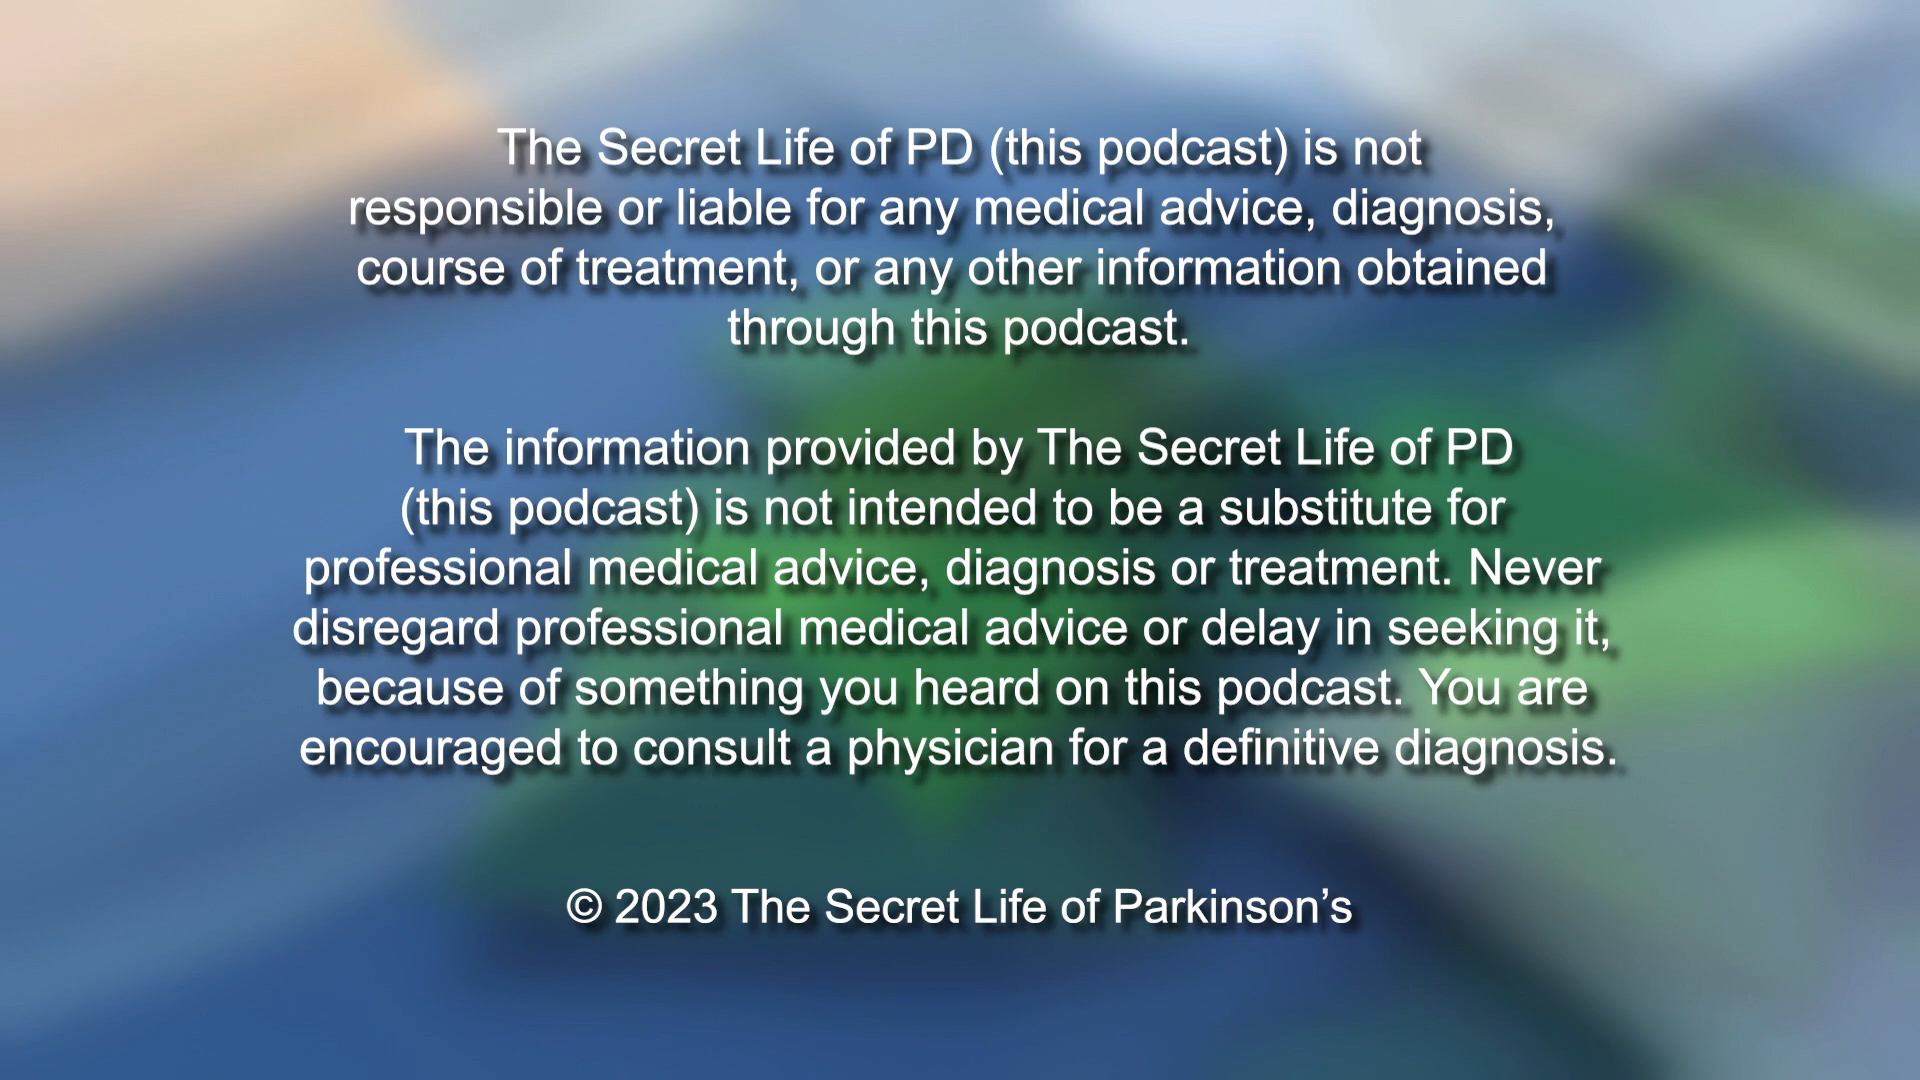 The Secret Life of PD (this podcast) is not
responsible or liable for any medical advice, diagnosis,
course of treatment, or any other information obtained
through this podcast.
The information provided by The Secret Life of PD
(this podcast) is not intended to be a substitute for
professional medical advice, diagnosis or treatment. Never
disregard professional medical advice or delay in seeking it,
because of something you heard on this podcast. You are
encouraged to consult a physician for a definitive diagnosis.
© 2023 The Secret Life of Parkinson’s